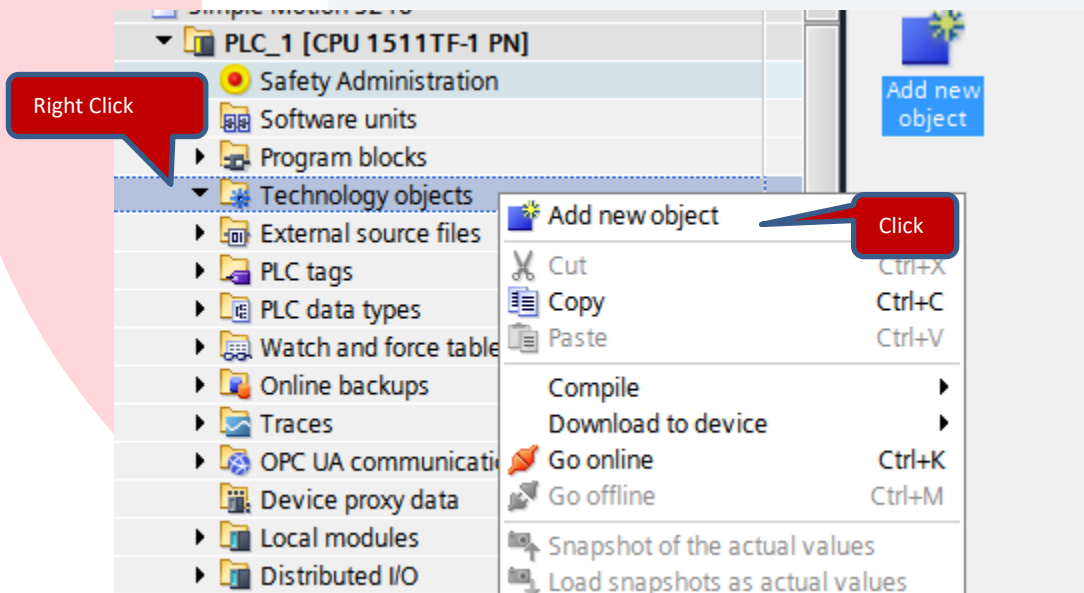 Simple Motion S210
PLC_1 [CPU 1511TF-1 PN]
Safety Administration
Software units
Program blocks
Technology objects
External source files
PLC tags
PLC data types
Watch and force table
Online backups
Traces
OPC UA communicati
Device proxy data
Local modules
Distributed I/O
Right Click
Add new object
Click
Cut Ctrl+X
Copy Ctrl+C
Paste Ctrl+V
Compile
Download to device
Go online Ctrl+K
Go offline Ctrl+M
Snapshot of the actual values
Load snapshots as actual values
Add new
object